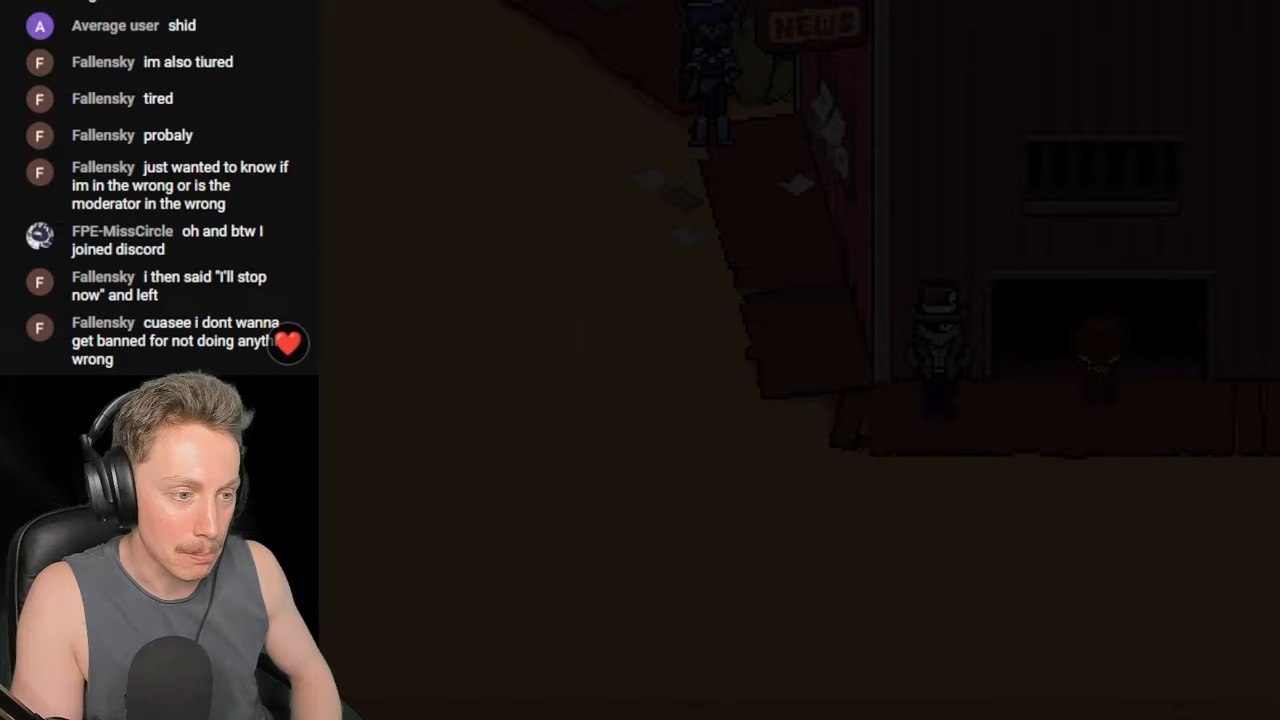 A Average user shid
F Fallensky im also tiured
F Fallensky tired
F Fallensky probaly
F Fallensky just wanted to know if
im in the wrong or is the
moderator in the wrong
FPE-MissCircle oh and btw I
joined discord
F Fallensky i then said "I'll stop
now" and left
F Fallensky cuasee i dont wanna
get banned for not doing
wrong
NEWS